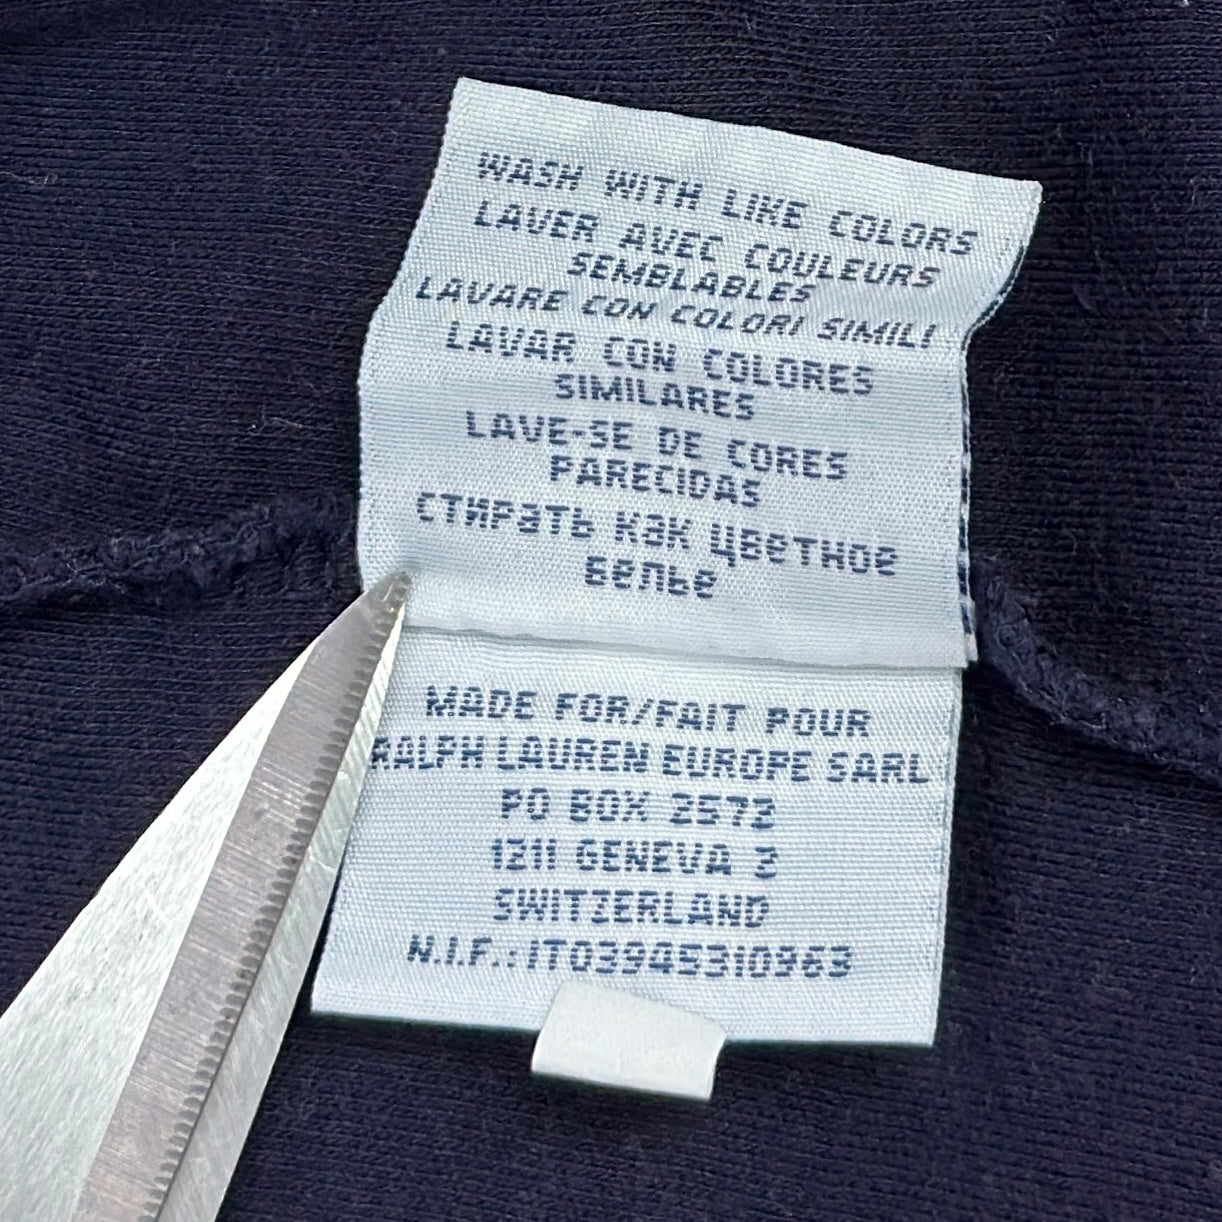 WASH WITH LIKE COLORS
LAVER AVEC COULEURS
SEMBLABLES
LAVARE CON COLORI SIMILI
LAVAR CON COLORES
SIMILARES
LAVE-SE DE CORES
PARECIDAS
СТИРАТЬ КАК ЦВЕТНОЕ
БЕЛЬЕ
MADE FOR/FAIT POUR
RALPH LAUREN EUROPE SARL
PO BOX 2572
1211 GENEVA 2
SWITZERLAND
N.I.F.:IT03945310963